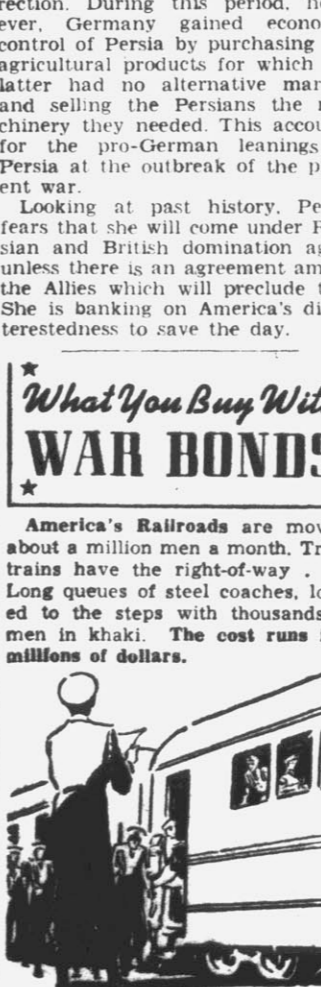 rection. During this period, ho
ever, Germany gained econo
control of Persia by purchasing
agricultural products for which
latter had no alternative mar
and selling the Persians the m
chinery they needed. This accou
for the pro-German leanings
Persia at the outbreak of the p
ent war.
Looking at past history, Pe
fears that she will come under R
sian and British domination ag
unless there is an agreement am
the Allies which will preclude t
She is banking on America's di
terestedness to save the day.
What You Buy Wit
WAR BONDS
America's Railroads are mov
about a million men a month. Tr
trains have the right-of-way .
Long queues of steel coaches, lo
ed to the steps with thousands
men in khaki. The cost runs i
millions of dollars.